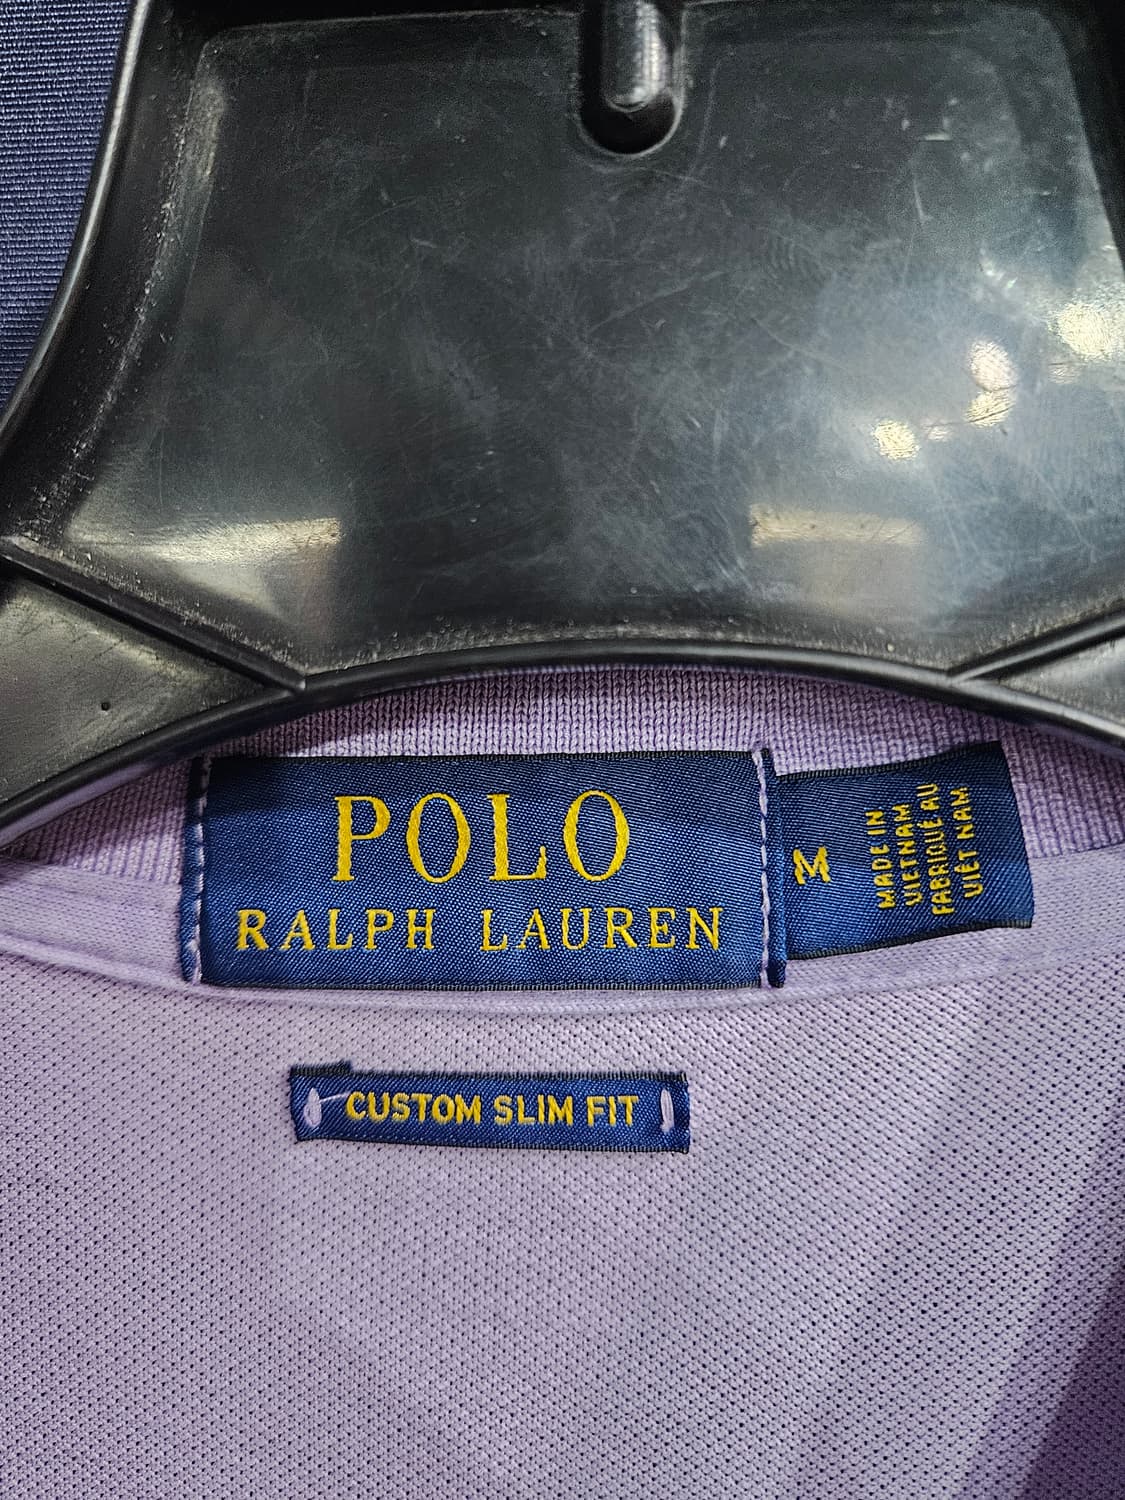 POLO
RALPH LAUREN
M
MADE IN
VIETNAM
FABRIQUÉ AU
VIÊT NAM
CUSTOM SLIM FIT